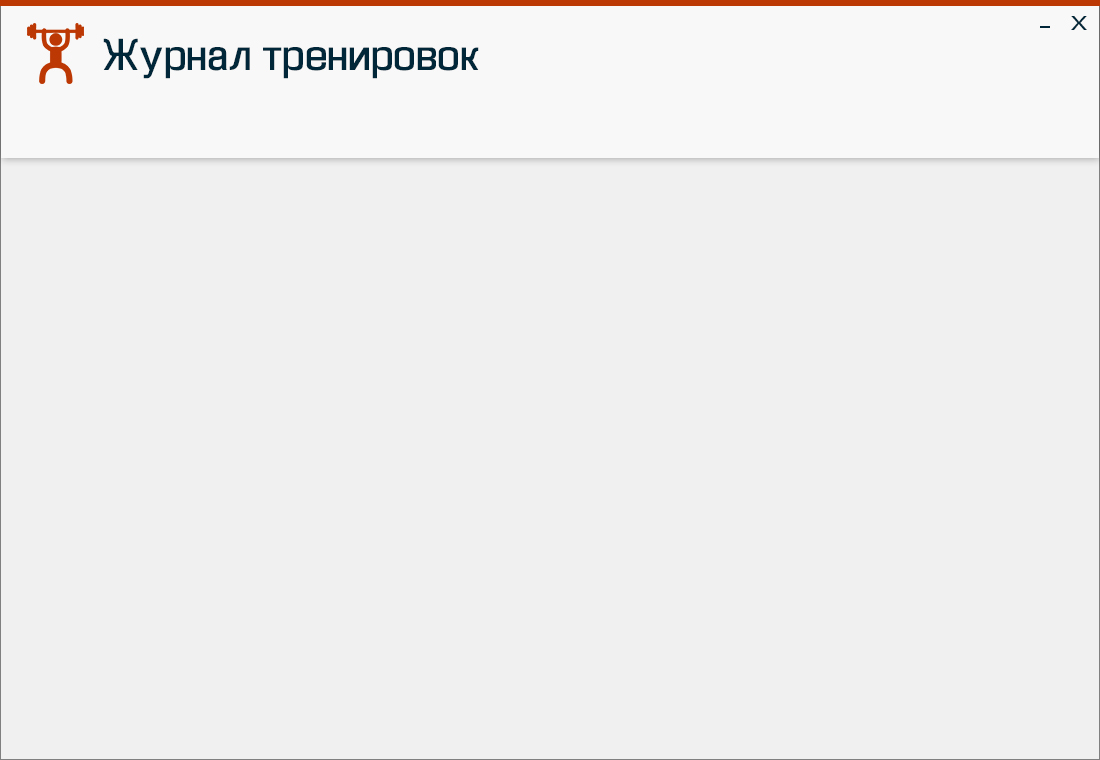 Журнал тренировок